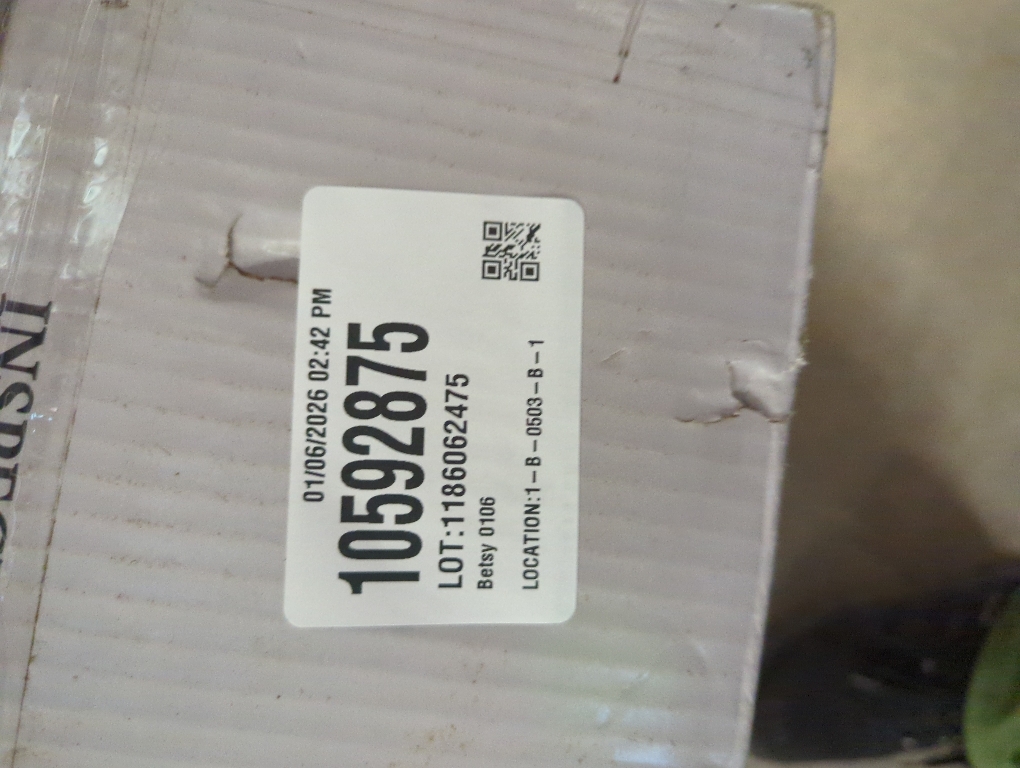 01/06/2026 02:42 PM
10592875
LOT:1186062475
Betsy 0106
LOCATION:1-B-0503-B-1